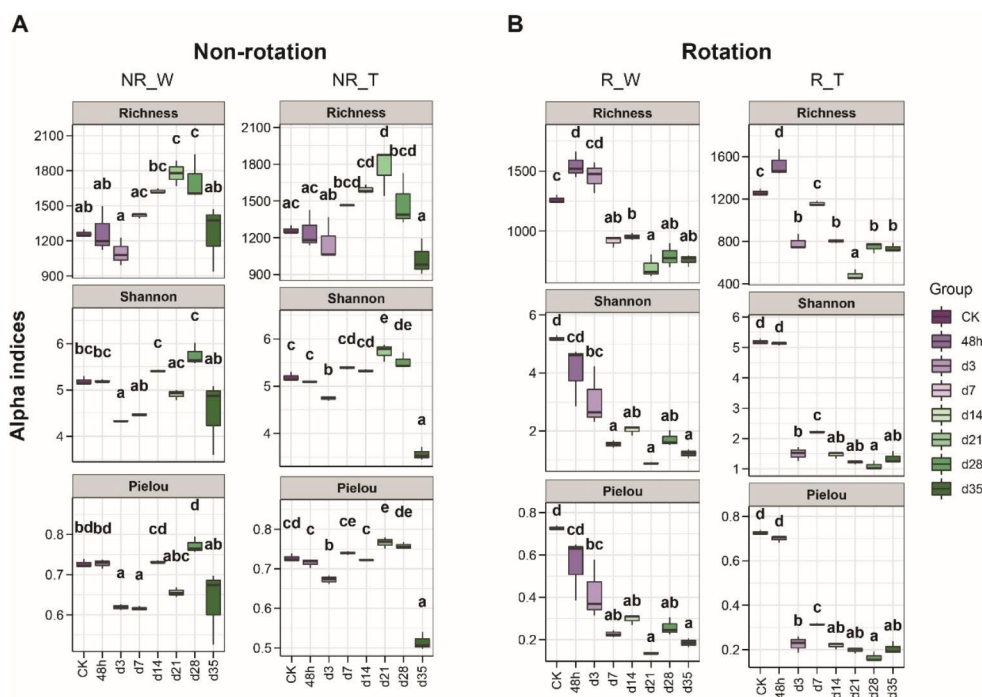 A
B
Non-rotation
Rotation
NR_W
NR_T
R_W
R_T
Alpha indices
Richness
2100
1800
1500
1200
900
ab
ab
a
ac
bc
c
c
ab
Richness
2100
1800
1500
1200
900
ac
ac
ab
bcd
cd
d
bcd
a
Richness
1500
1000
c
d
cd
ab
b
a
ab
ab
Richness
1600
1200
800
400
c
d
b
c
b
a
b
b
Shannon
6
5
4
bc
bc
a
ab
c
ac
c
ab
Shannon
6
5
4
c
c
b
cd
cd
e
de
a
Shannon
6
4
2
d
cd
bc
a
ab
a
ab
a
Shannon
6
5
4
3
2
1
d
d
b
c
ab
ab
a
ab
Pielou
0.8
0.7
0.6
bd
bd
a
a
cd
abc
d
ab
Pielou
0.8
0.7
0.6
0.5
cd
c
b
ce
c
e
de
a
Pielou
0.8
0.6
0.4
0.2
d
cd
bc
ab
ab
a
ab
a
Pielou
0.8
0.6
0.4
0.2
d
d
b
c
ab
ab
a
ab
CK
48h
d3
d7
d14
d21
d28
d35
CK
48h
d3
d7
d14
d21
d28
d35
CK
48h
d3
d7
d14
d21
d28
d35
CK
48h
d3
d7
d14
d21
d28
d35
Group
CK
48h
d3
d7
d14
d21
d28
d35